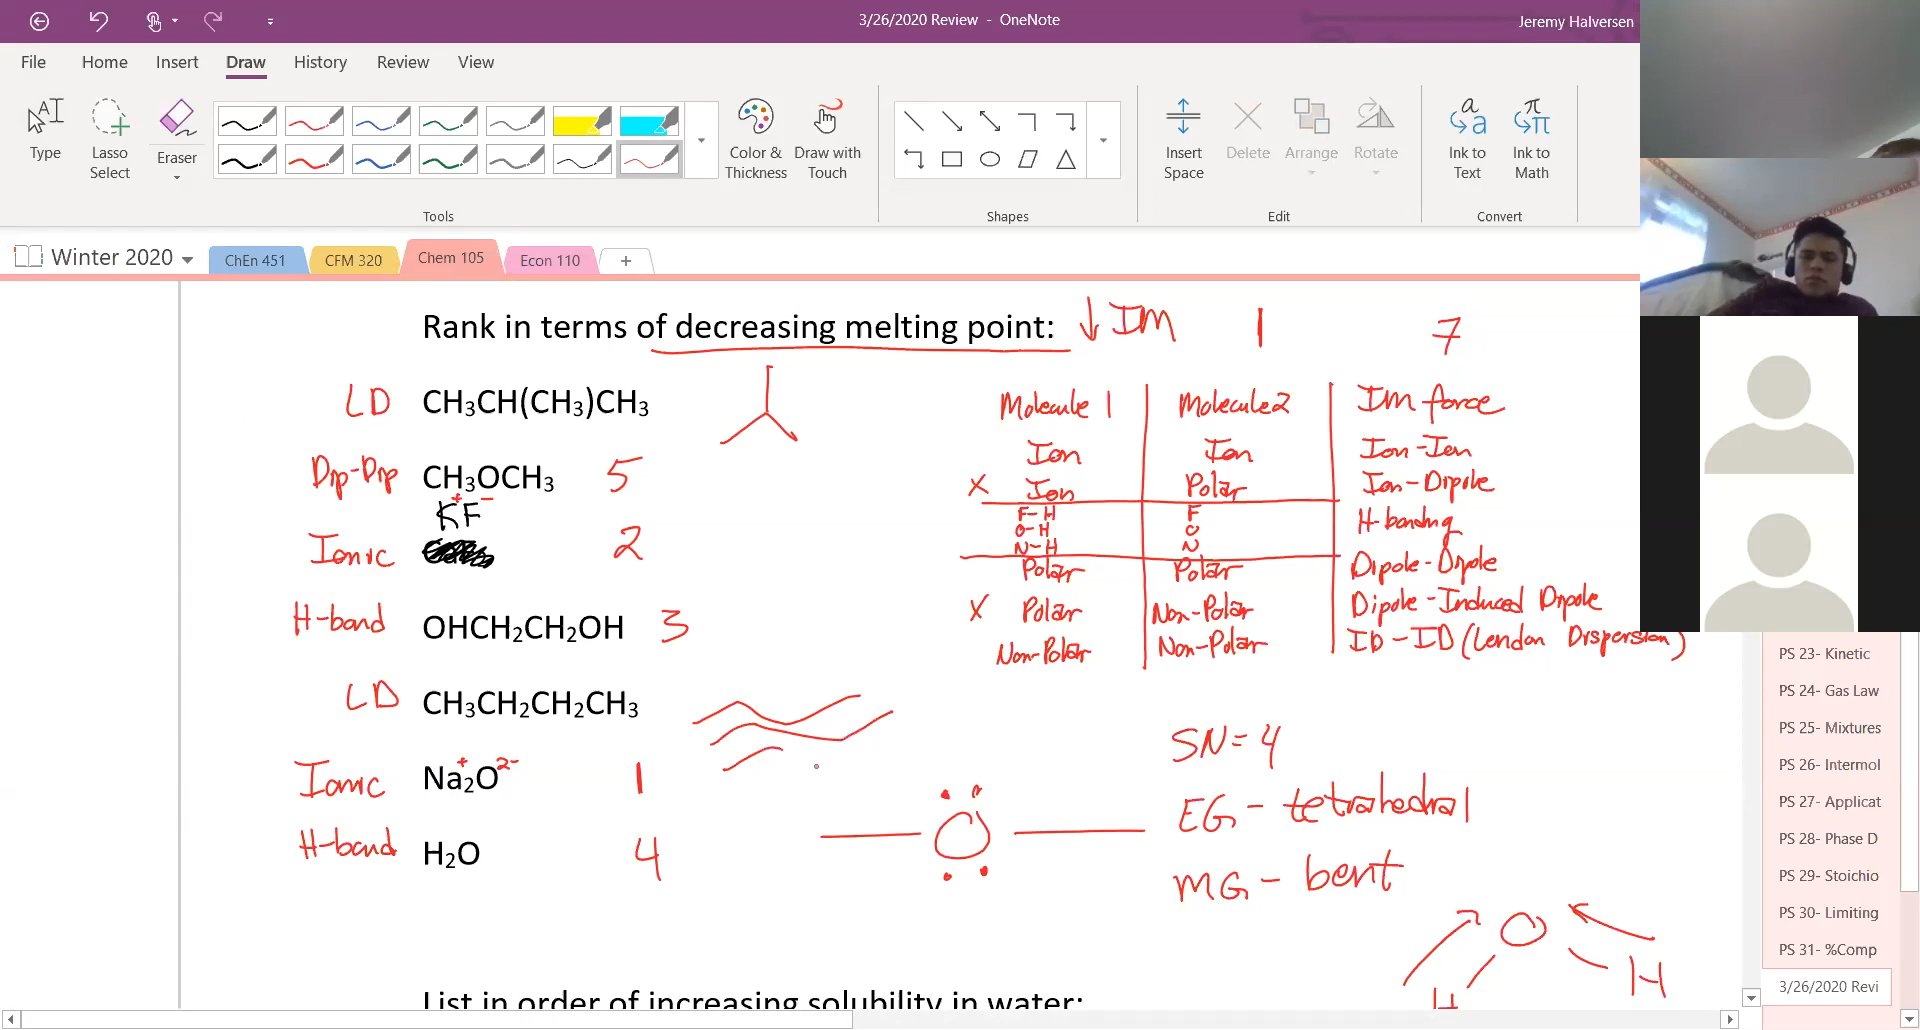 3/26/2020 Review - OneNote
Jeremy Halversen
File Home Insert Draw History Review View
Type
Lasso Select
Eraser
Color & Thickness
Draw with Touch
Insert Space
Delete
Arrange
Rotate
Ink to Text
Ink to Math
Tools
Shapes
Edit
Convert
Winter 2020
ChEn 451
CFM 320
Chem 105
Econ 110
Rank in terms of decreasing melting point: ↓ IM 1 7
LD CH₃CH(CH₃)CH₃
Dip-Dip CH₃OCH₃ 5
K⁺F⁻
Ionic 2
H-bond OHCH₂CH₂OH 3
LD CH₃CH₂CH₂CH₃
Ionic Na₂⁺O²⁻ 1
H-band H₂O 4
Molecule 1 Molecule 2 IM force
Ion Ion Ion-Ion
X Ion Polar Ion-Dipole
F-H F
O-H O H-bonding
N-H N
Polar Polar Dipole-Dipole
X Polar Non-Polar Dipole-Induced Dipole
Non-Polar Non-Polar ID-ID (London Dispersion)
SN=4
EG - tetrahedral
MG - bent
O
O
H
H
List in order of increasing solubility in water:
PS 23- Kinetic
PS 24- Gas Law
PS 25- Mixtures
PS 26- Intermol
PS 27- Applicat
PS 28- Phase D
PS 29- Stoichio
PS 30- Limiting
PS 31- %Comp
3/26/2020 Revi